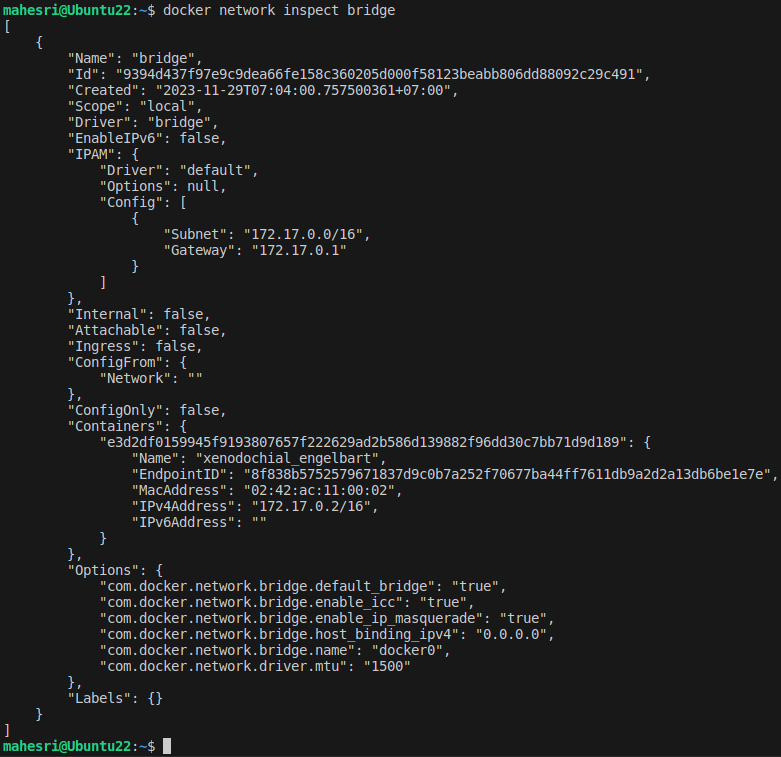 mahesri@Ubuntu22:~$ docker network inspect bridge
[
    {
        "Name": "bridge",
        "Id": "9394d437f97e9c9dea66fe158c360205d000f58123beabb806dd88092c29c491",
        "Created": "2023-11-29T07:04:00.757500361+07:00",
        "Scope": "local",
        "Driver": "bridge",
        "EnableIPv6": false,
        "IPAM": {
            "Driver": "default",
            "Options": null,
            "Config": [
                {
                    "Subnet": "172.17.0.0/16",
                    "Gateway": "172.17.0.1"
                }
            ]
        },
        "Internal": false,
        "Attachable": false,
        "Ingress": false,
        "ConfigFrom": {
            "Network": ""
        },
        "ConfigOnly": false,
        "Containers": {
            "e3d2df0159945f9193807657f222629ad2b586d139882f96dd30c7bb71d9d189": {
                "Name": "xenodochial_engelbart",
                "EndpointID": "8f838b5752579671837d9c0b7a252f70677ba44ff7611db9a2d2a13db6be1e7e",
                "MacAddress": "02:42:ac:11:00:02",
                "IPv4Address": "172.17.0.2/16",
                "IPv6Address": ""
            }
        },
        "Options": {
            "com.docker.network.bridge.default_bridge": "true",
            "com.docker.network.bridge.enable_icc": "true",
            "com.docker.network.bridge.enable_ip_masquerade": "true",
            "com.docker.network.bridge.host_binding_ipv4": "0.0.0.0",
            "com.docker.network.bridge.name": "docker0",
            "com.docker.network.driver.mtu": "1500"
        },
        "Labels": {}
    }
]
mahesri@Ubuntu22:~$